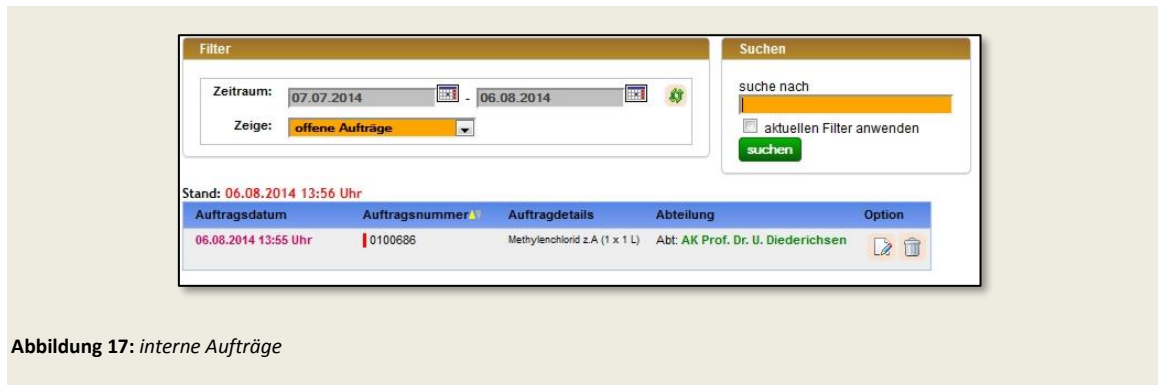 Filter
Zeitraum: 07.07.2014 - 06.08.2014
Zeige: offene Aufträge
Suchen
suche nach
aktuellen Filter anwenden
suchen
Stand: 06.08.2014 13:56 Uhr
Auftragsdatum Auftragsnummer Auftragdetails Abteilung Option
06.08.2014 13:55 Uhr 0100686 Methylenchlorid z.A (1 x 1 L) Abt: AK Prof. Dr. U. Diederichsen
Abbildung 17: interne Aufträge